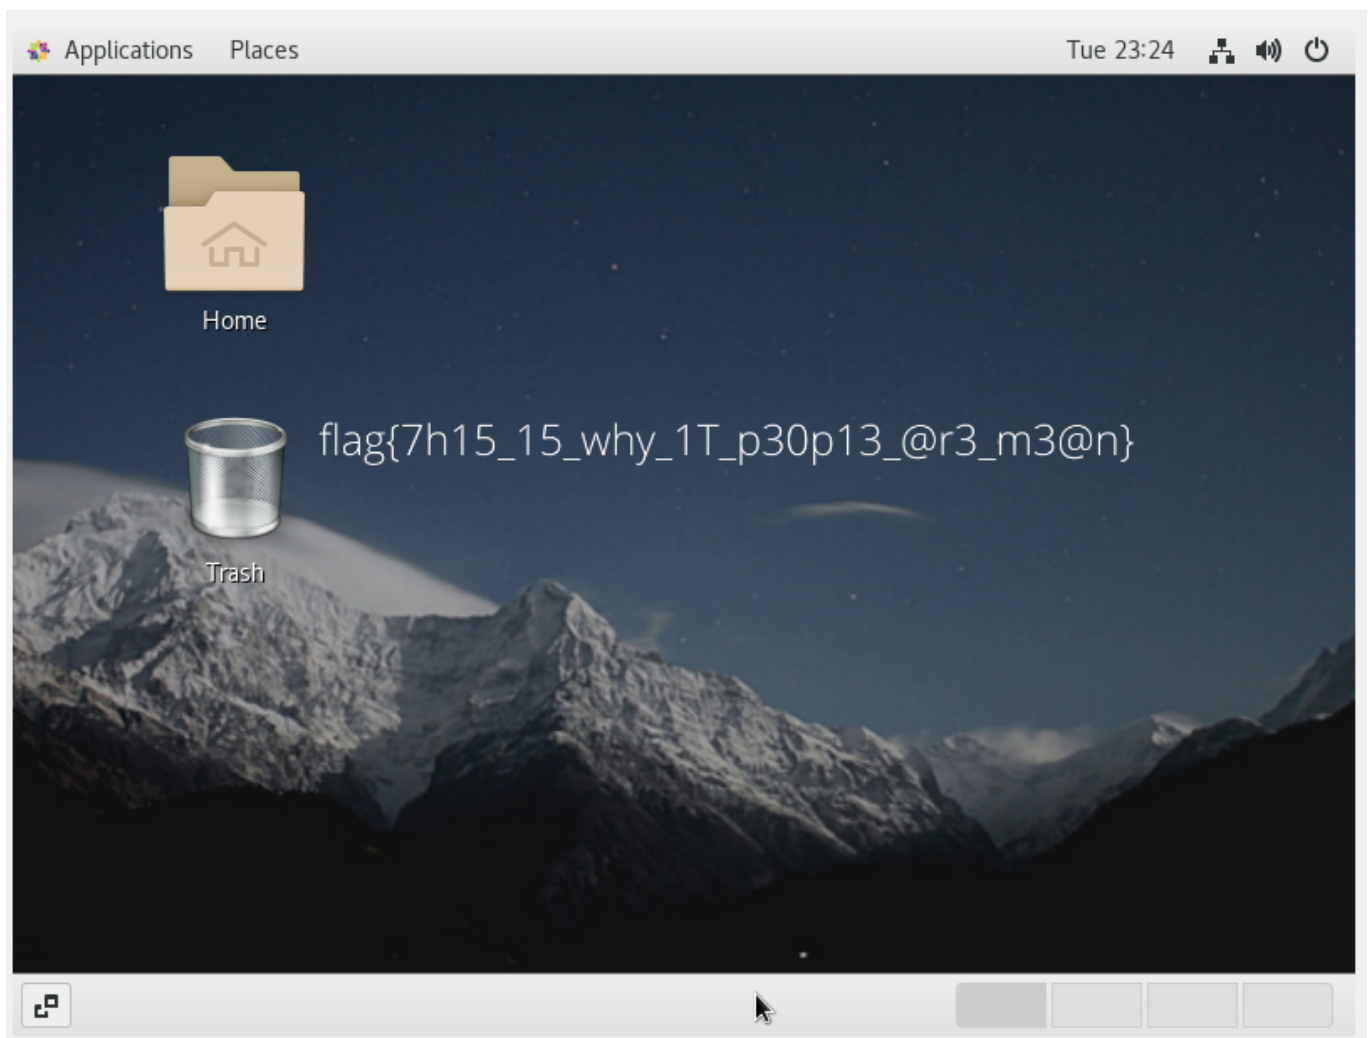 Applications Places Tue 23:24
Home
flag{7h15_15_why_1T_p30p13_@r3_m3@n}
Trash